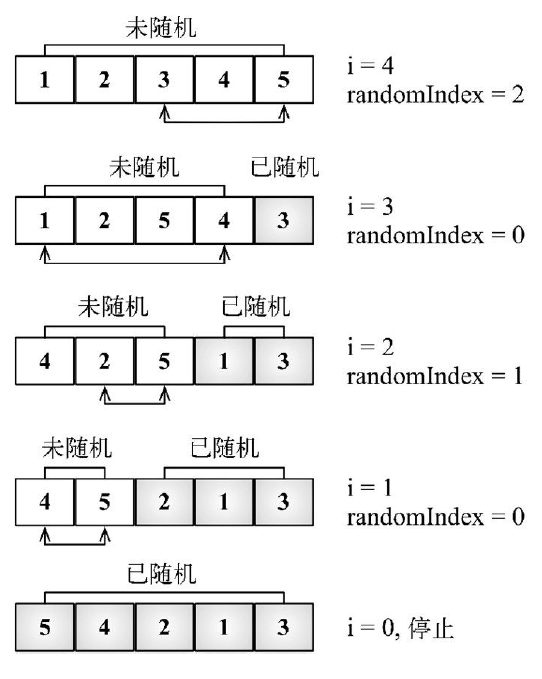 未随机
1 2 3 4 5
i = 4
randomIndex = 2
未随机 已随机
1 2 5 4 3
i = 3
randomIndex = 0
未随机 已随机
4 2 5 1 3
i = 2
randomIndex = 1
未随机 已随机
4 5 2 1 3
i = 1
randomIndex = 0
已随机
5 4 2 1 3
i = 0, 停止